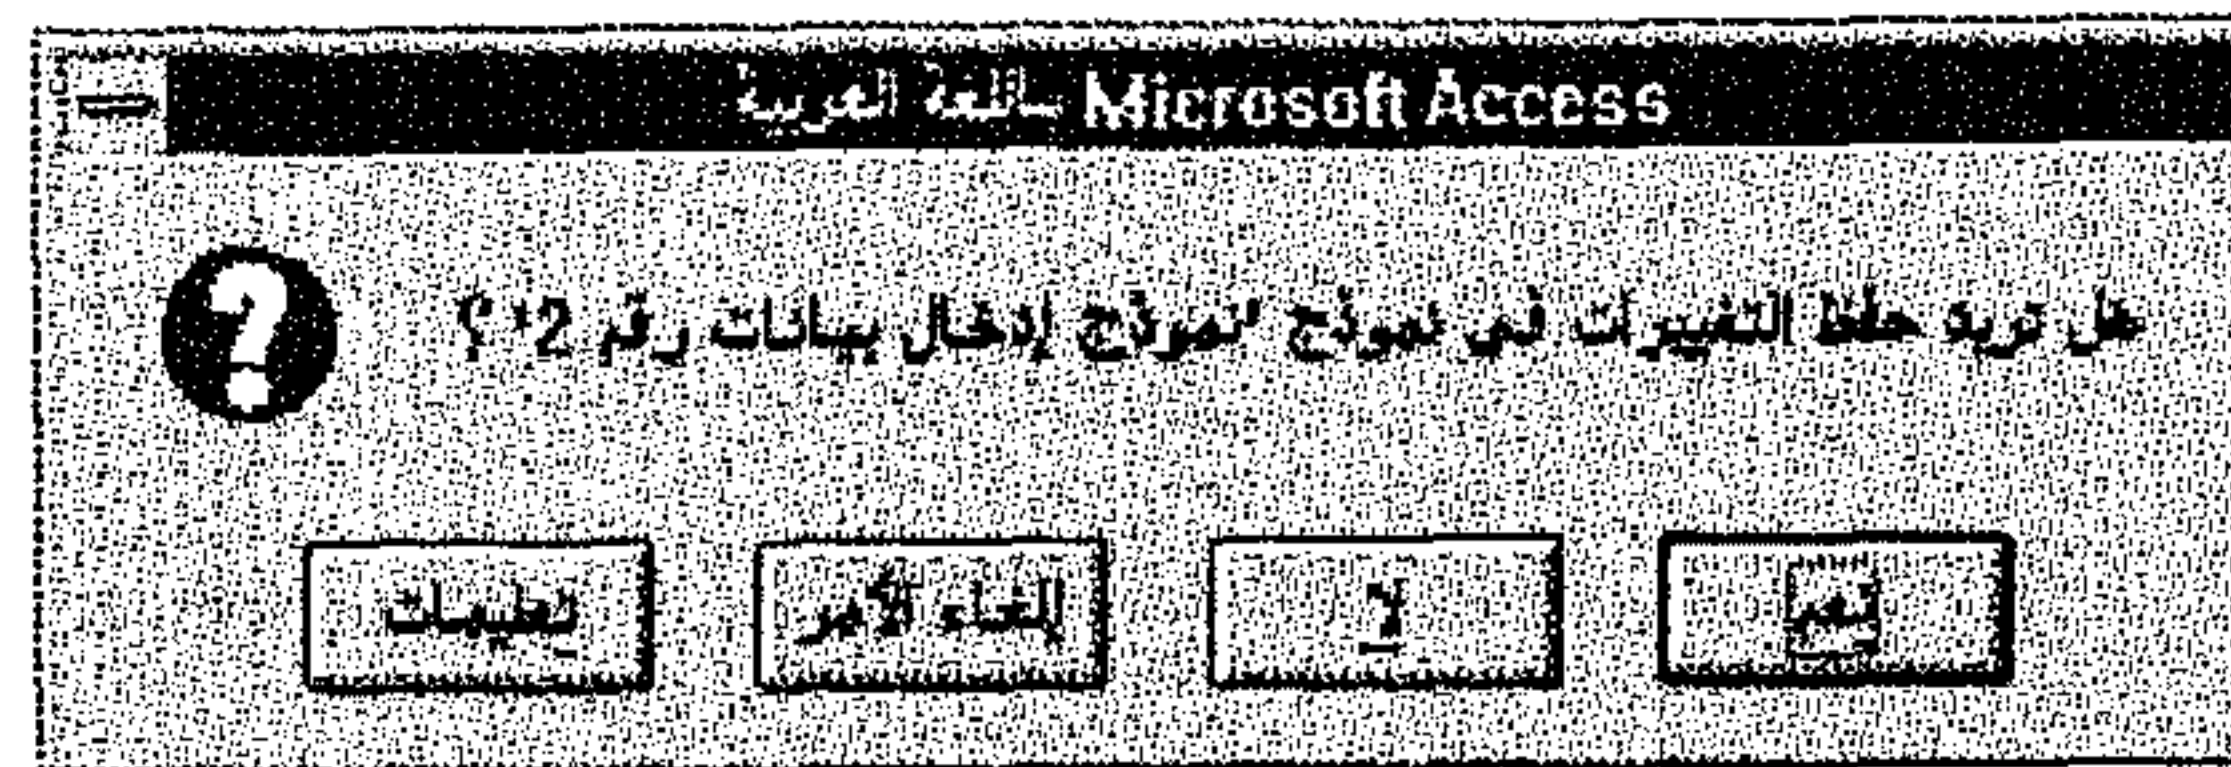 Microsoft Access باللغة العربية
هل تريد حفظ التغييرات في نموذج "نموذج إدخال بيانات رقم 2" ؟
نعم
لا
إلغاء الأمر
تعليمات